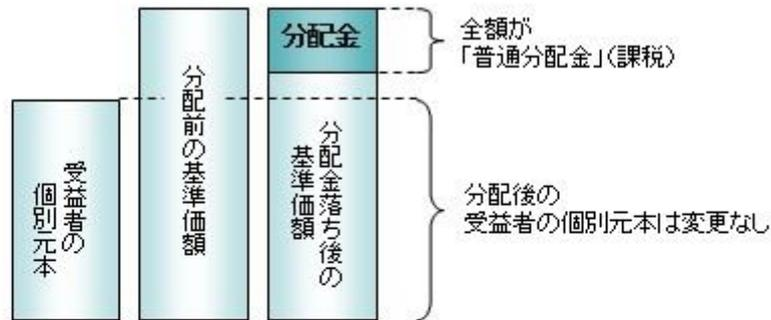 分配金
全額が
「普通分配金」(課税)
受益者の
個別元本
分配前の基準価額
分配金落ち後の
基準価額
分配後の
受益者の個別元本は変更なし